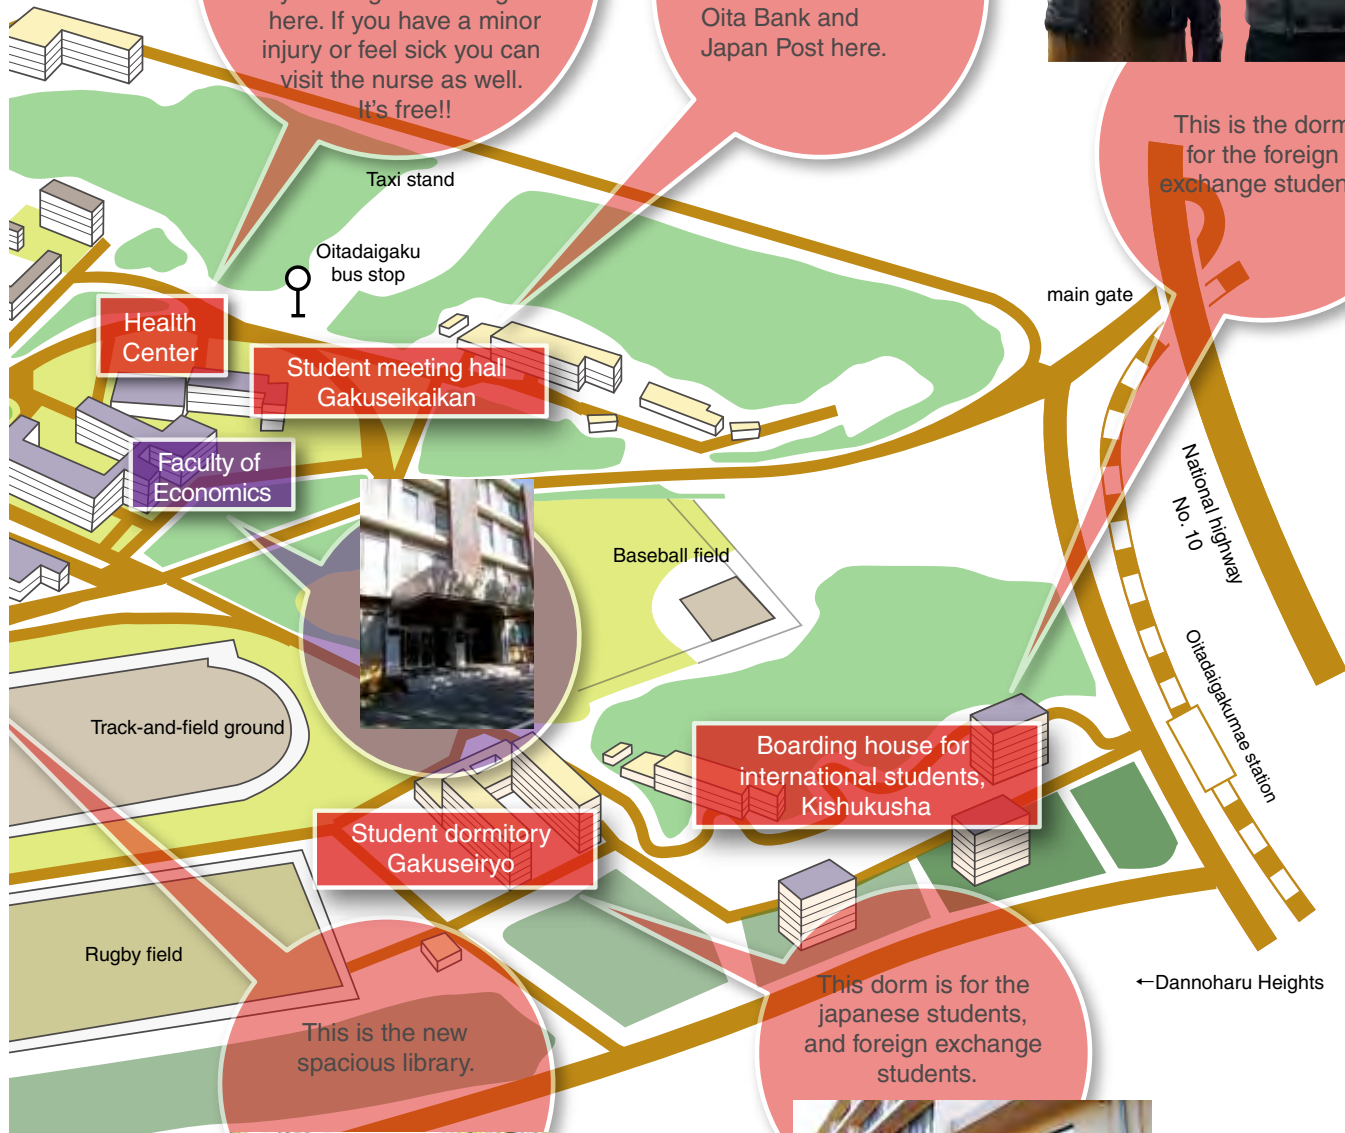 here. If you have a minor
injury or feel sick you can
visit the nurse as well.
It's free!!
Oita Bank and
Japan Post here.
This is the dorm
for the foreign
Taxi stand
Oitadaigaku
bus stop
main gate
Health
Center
Student meeting hall
Gakuseikaikan
Faculty of
Economics
National highway
No. 10
Baseball field
Oitadaigakumae station
Track-and-field ground
Boarding house for
international students,
Kishukusha
Student dormitory
Gakuseiryo
Rugby field
←Dannoharu Heights
This is the new
spacious library.
This dorm is for the
japanese students,
and foreign exchange
students.